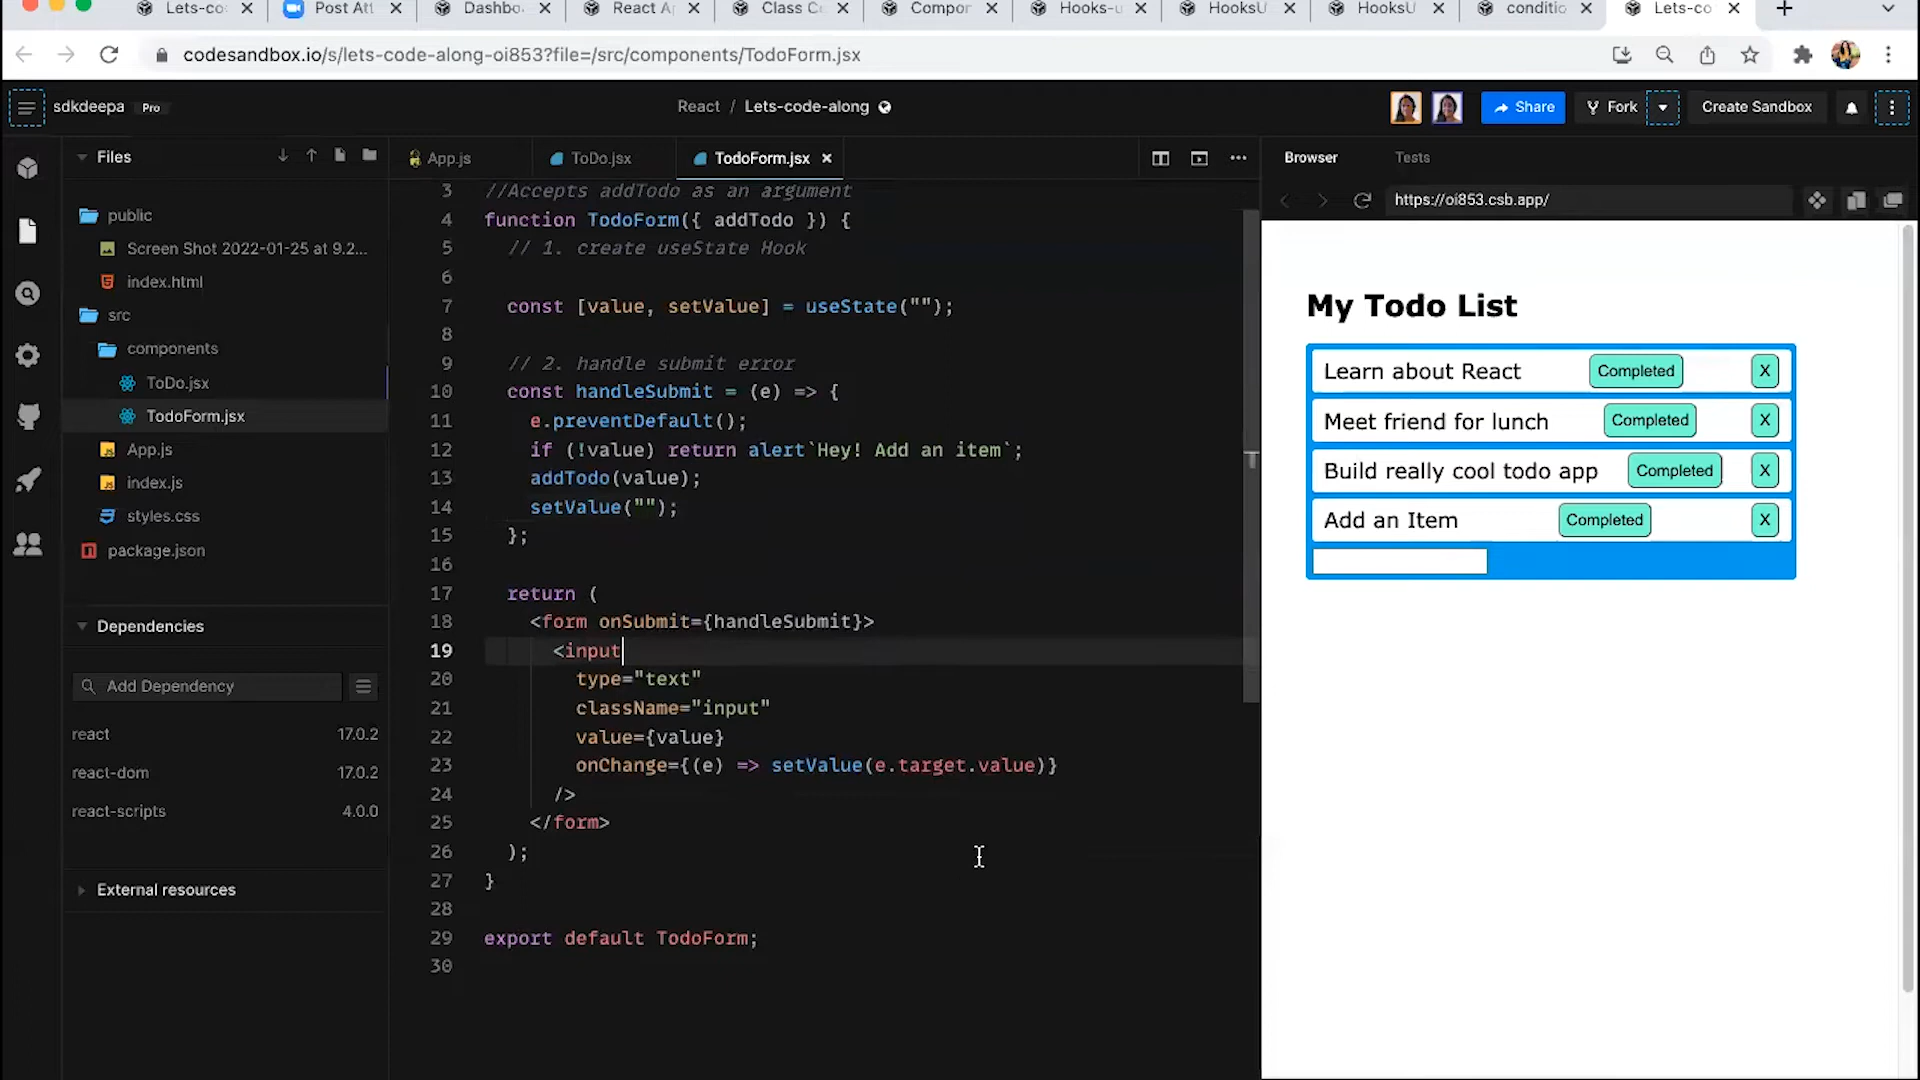 Lets-co
Post Att
Dashbo
React A
Class C
Compor
Hooks-u
HooksU
HooksU
conditio
Lets-co
codesandbox.io/s/lets-code-along-oi853?file=/src/components/TodoForm.jsx
sdkdeepa Pro
React / Lets-code-along
Share
Fork
Create Sandbox
Files
public
Screen Shot 2022-01-25 at 9.2...
index.html
src
components
ToDo.jsx
TodoForm.jsx
App.js
index.js
styles.css
package.json
Dependencies
Add Dependency
react 17.0.2
react-dom 17.0.2
react-scripts 4.0.0
External resources
App.js
ToDo.jsx
TodoForm.jsx
3 //Accepts addTodo as an argument
4 function TodoForm({ addTodo }) {
5 // 1. create useState Hook
6
7 const [value, setValue] = useState("");
8
9 // 2. handle submit error
10 const handleSubmit = (e) => {
11 e.preventDefault();
12 if (!value) return alert`Hey! Add an item`;
13 addTodo(value);
14 setValue("");
15 };
16
17 return (
18 <form onSubmit={handleSubmit}>
19 <input
20 type="text"
21 className="input"
22 value={value}
23 onChange={(e) => setValue(e.target.value)}
24 />
25 </form>
26 );
27 }
28
29 export default TodoForm;
30
Browser
Tests
https://oi853.csb.app/
My Todo List
Learn about React Completed X
Meet friend for lunch Completed X
Build really cool todo app Completed X
Add an Item Completed X